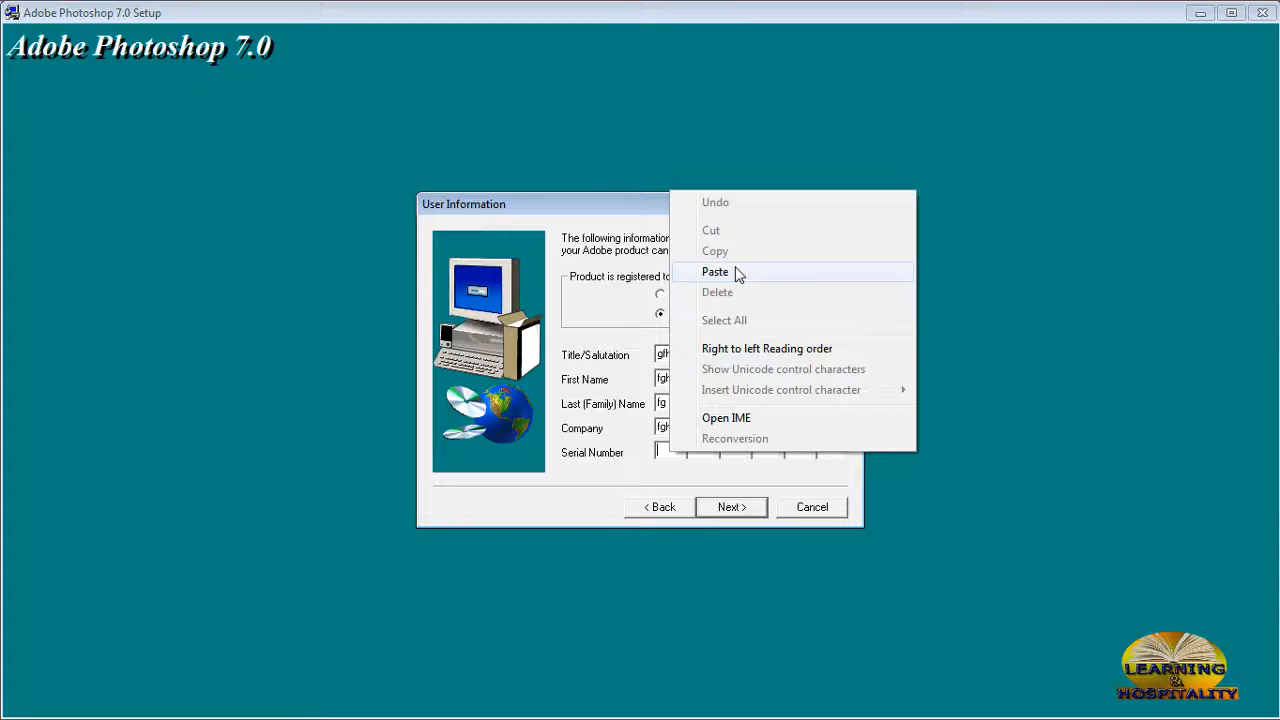 Adobe Photoshop 7.0 Setup
Adobe Photoshop 7.0
User Information
The following information
your Adobe product can
Product is registered to
Title/Salutation
First Name
Last (Family) Name
fg
Company
Serial Number
< Back
Next >
Cancel
Undo
Cut
Copy
Paste
Delete
Select All
Right to left Reading order
Show Unicode control characters
Insert Unicode control character
Open IME
Reconversion
LEARNING
&
HOSPITALITY